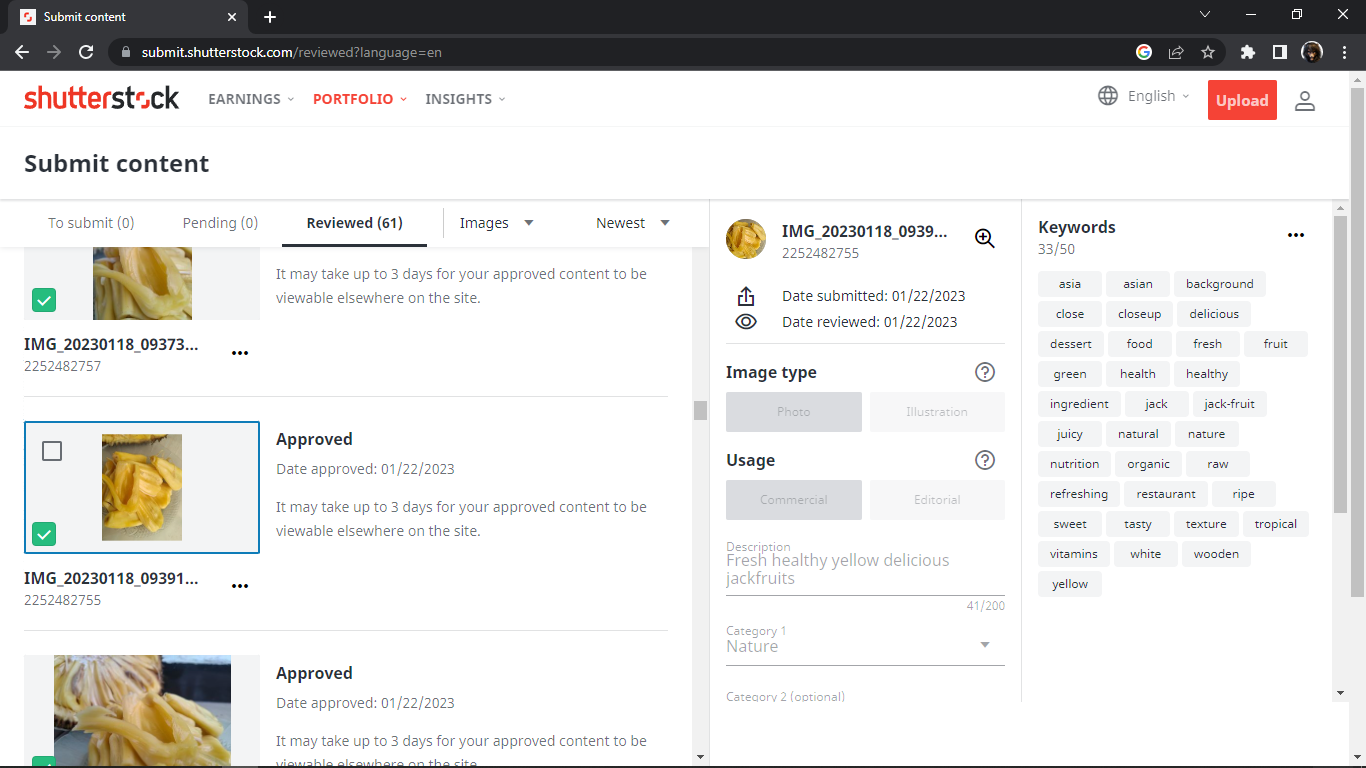 Submit content
submit.shutterstock.com/reviewed?language=en
shutterstock
EARNINGS
PORTFOLIO
INSIGHTS
English
Upload
Submit content
To submit (0)
Pending (0)
Reviewed (61)
Images
Newest
It may take up to 3 days for your approved content to be
viewable elsewhere on the site.
IMG_20230118_09373...
2252482757
Approved
Date approved: 01/22/2023
It may take up to 3 days for your approved content to be
viewable elsewhere on the site.
IMG_20230118_09391...
2252482755
Approved
Date approved: 01/22/2023
It may take up to 3 days for your approved content to be
viewable elsewhere on the site.
IMG_20230118_0939...
2252482755
Date submitted: 01/22/2023
Date reviewed: 01/22/2023
Image type
Photo
Illustration
Usage
Commercial
Editorial
Description
Fresh healthy yellow delicious
jackfruits
41/200
Category 1
Nature
Category 2 (optional)
Keywords
33/50
asia asian background
close closeup delicious
dessert food fresh fruit
green health healthy
ingredient jack jack-fruit
juicy natural nature
nutrition organic raw
refreshing restaurant ripe
sweet tasty texture tropical
vitamins white wooden
yellow